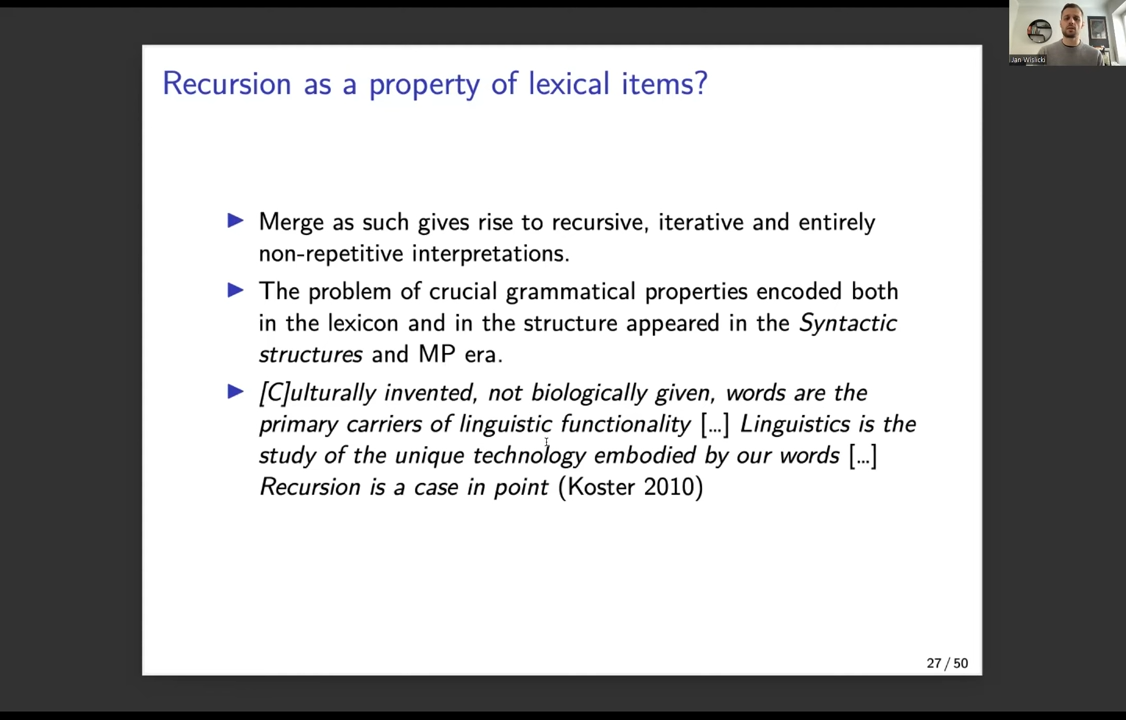 Jan Wislicki
Recursion as a property of lexical items?
▶ Merge as such gives rise to recursive, iterative and entirely
non-repetitive interpretations.
▶ The problem of crucial grammatical properties encoded both
in the lexicon and in the structure appeared in the Syntactic
structures and MP era.
▶ [C]ulturally invented, not biologically given, words are the
primary carriers of linguistic functionality [...] Linguistics is the
study of the unique technology embodied by our words [...]
Recursion is a case in point (Koster 2010)
27 / 50